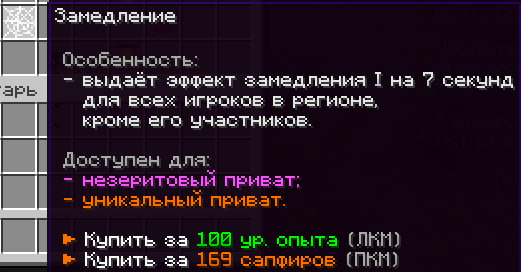 Замедление
Особенность:
- выдаёт эффект замедления I на 7 секунд
для всех игроков в регионе,
кроме его участников.
арь
Доступен для:
- незеритовый приват;
- уникальный приват.
► Купить за 100 ур. опыта (ЛКМ)
► Купить за 169 сапфиров (ПКМ)